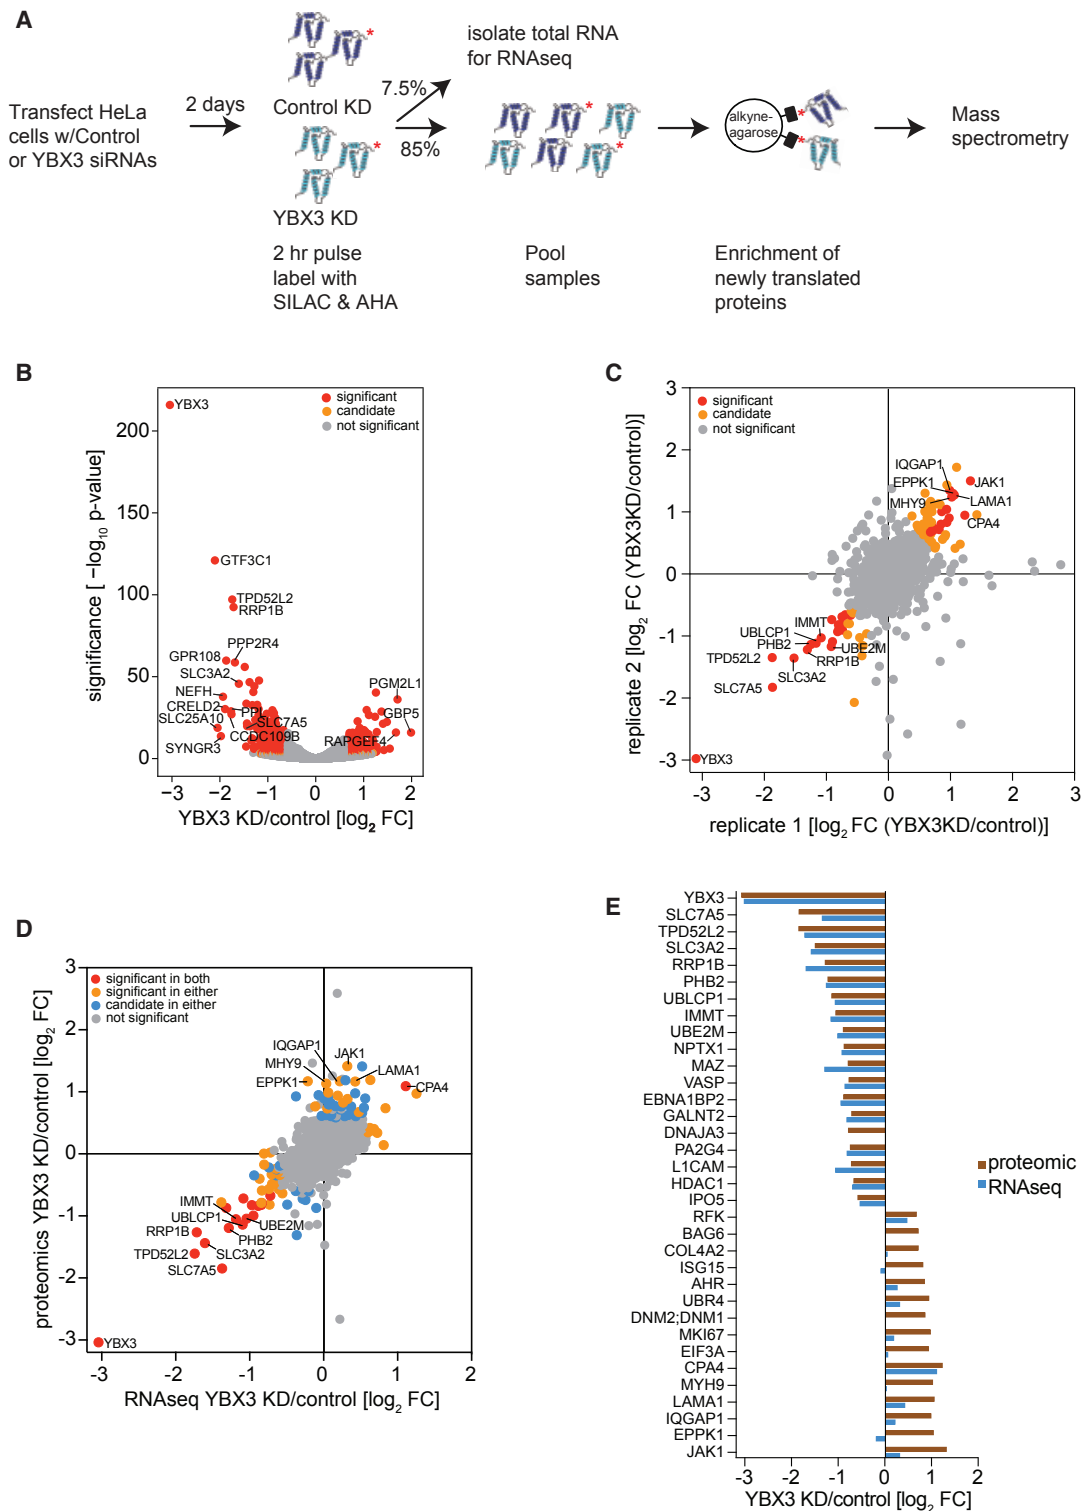 A
Transfect HeLa
cells w/Control
or YBX3 siRNAs
2 days
*
Control KD
*
YBX3 KD
2 hr pulse
label with
SILAC & AHA
7.5%
85%
isolate total RNA
for RNAseq
*
*
Pool
samples
alkyne-
agarose
*
*
Enrichment of
newly translated
proteins
Mass
spectrometry
B
significance [ −log10 p-value]
200
150
100
50
0
significant
candidate
not significant
YBX3
GTF3C1
TPD52L2
RRP1B
PPP2R4
GPR108
SLC3A2
NEFH
CRELD2
PPL
SLC25A10
SLC7A5
CCDC109B
SYNGR3
PGM2L1
GBP5
RAPGEF4
−3
−2
−1
0
1
2
YBX3 KD/control [log2 FC]
C
replicate 2 [log2 FC (YBX3KD/control)]
3
2
1
0
-1
-2
-3
significant
candidate
not significant
IQGAP1
EPPK1
JAK1
MHY9
LAMA1
CPA4
IMMT
UBLCP1
PHB2
UBE2M
TPD52L2
RRP1B
SLC3A2
SLC7A5
YBX3
-3
-2
-1
0
1
2
3
replicate 1 [log2 FC (YBX3KD/control)]
D
proteomics YBX3 KD/control [log2 FC]
3
2
1
0
-1
-2
-3
significant in both
significant in either
candidate in either
not significant
IQGAP1
JAK1
MHY9
LAMA1
EPPK1
CPA4
IMMT
UBLCP1
UBE2M
RRP1B
PHB2
TPD52L2
SLC3A2
SLC7A5
YBX3
-3
-2
-1
0
1
2
RNAseq YBX3 KD/control [log2 FC]
E
YBX3
SLC7A5
TPD52L2
SLC3A2
RRP1B
PHB2
UBLCP1
IMMT
UBE2M
NPTX1
MAZ
VASP
EBNA1BP2
GALNT2
DNAJA3
PA2G4
L1CAM
HDAC1
IPO5
RFK
BAG6
COL4A2
ISG15
AHR
UBR4
DNM2;DNM1
MKI67
EIF3A
CPA4
MYH9
LAMA1
IQGAP1
EPPK1
JAK1
proteomic
RNAseq
-3
-2
-1
0
1
2
YBX3 KD/control [log2 FC]